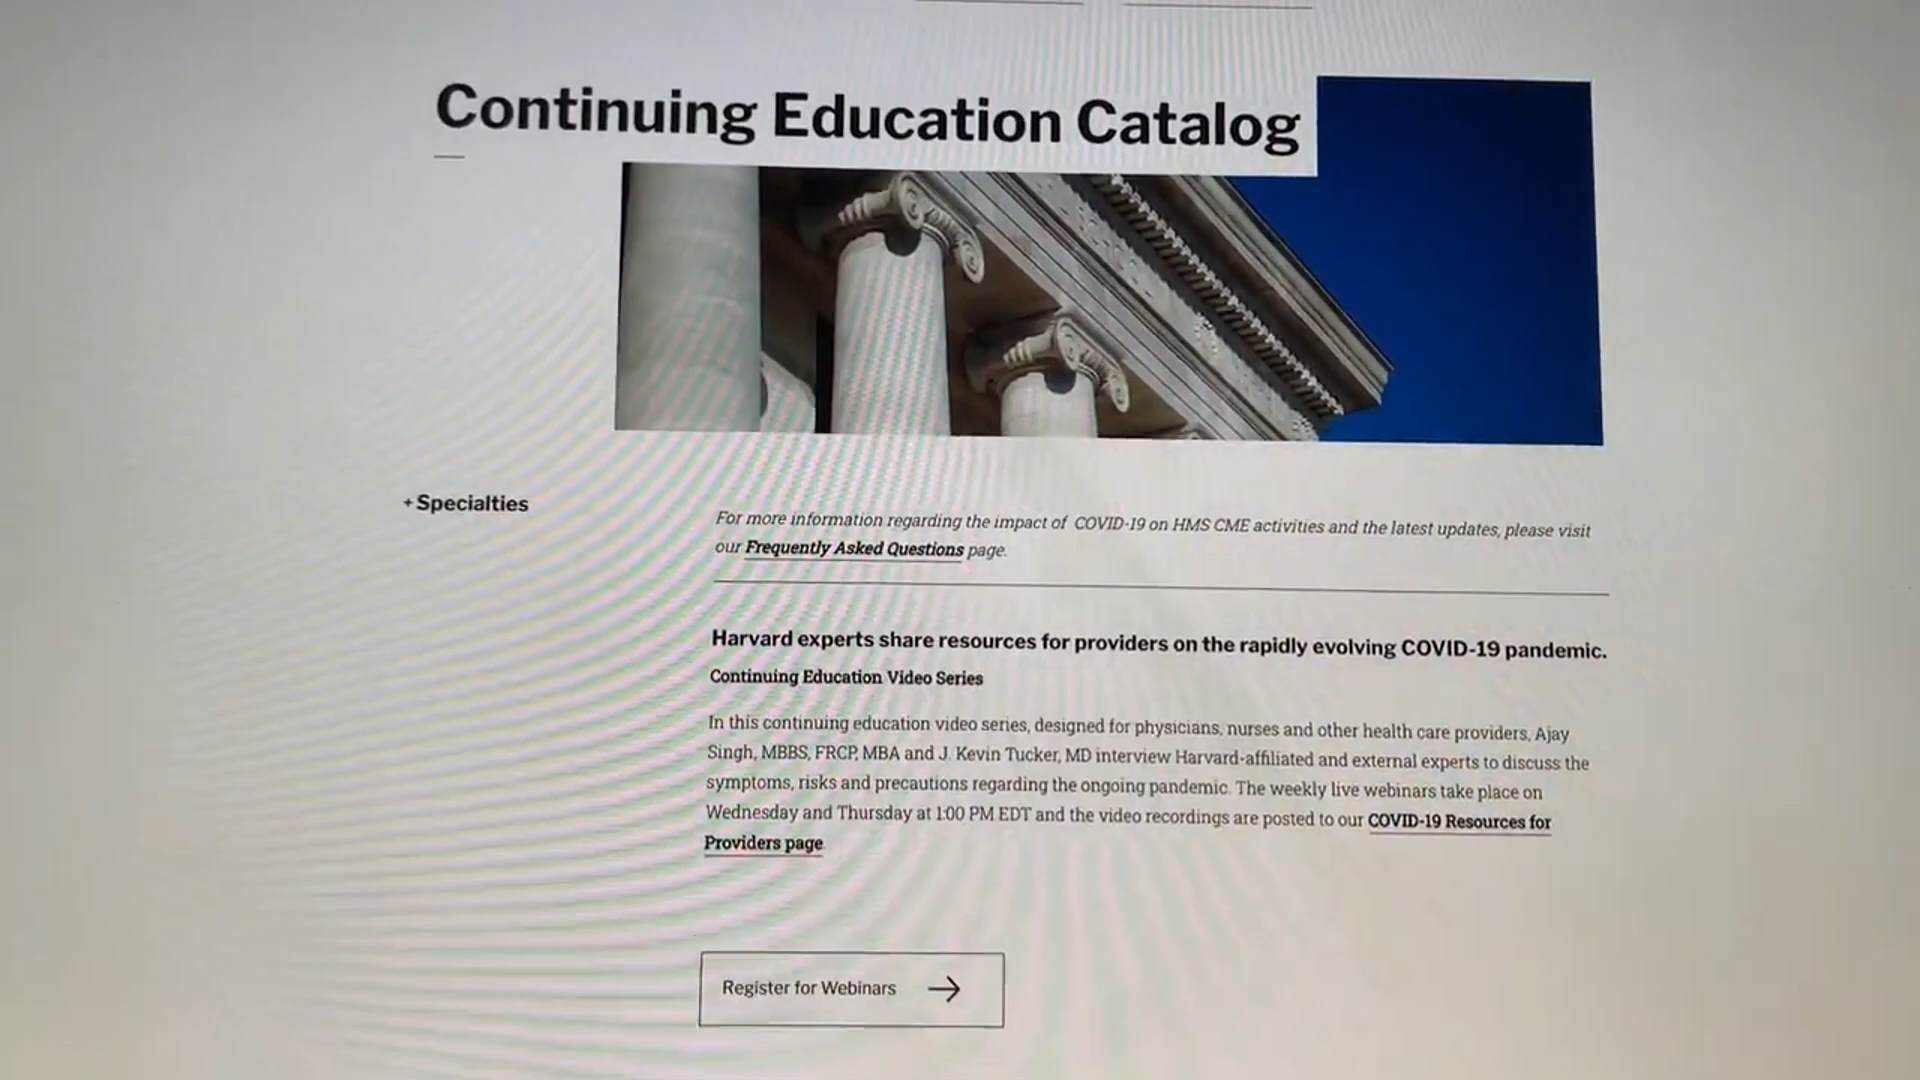 Continuing Education Catalog
+ Specialties
For more information regarding the impact of COVID-19 on HMS CME activities and the latest updates, please visit
our Frequently Asked Questions page.
Harvard experts share resources for providers on the rapidly evolving COVID-19 pandemic.
Continuing Education Video Series
In this continuing education video series, designed for physicians, nurses and other health care providers, Ajay
Singh, MBBS, FRCP, MBA and J. Kevin Tucker, MD interview Harvard-affiliated and external experts to discuss the
symptoms, risks and precautions regarding the ongoing pandemic. The weekly live webinars take place on
Wednesday and Thursday at 1:00 PM EDT and the video recordings are posted to our COVID-19 Resources for
Providers page
Register for Webinars →